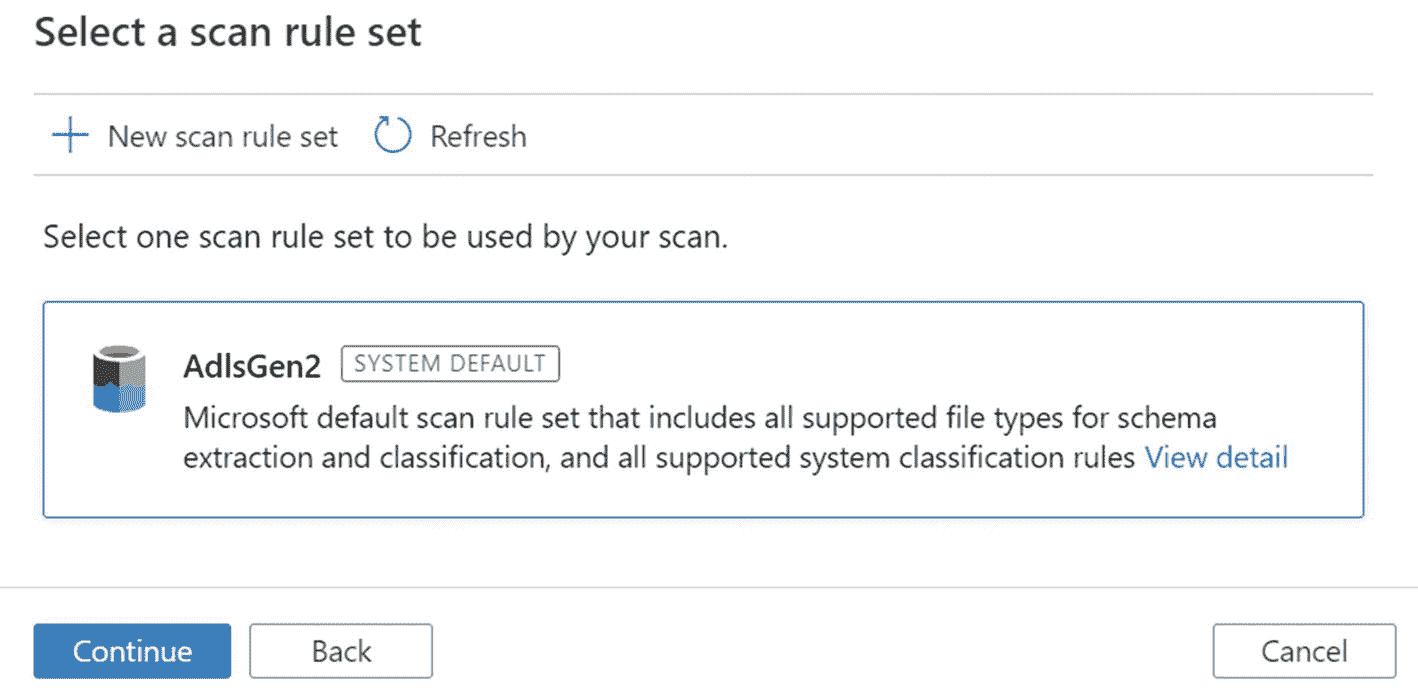 Select a scan rule set
New scan rule set Refresh
Select one scan rule set to be used by your scan.
AdlsGen2 SYSTEM DEFAULT
Microsoft default scan rule set that includes all supported file types for schema
extraction and classification, and all supported system classification rules View detail
Continue Back Cancel